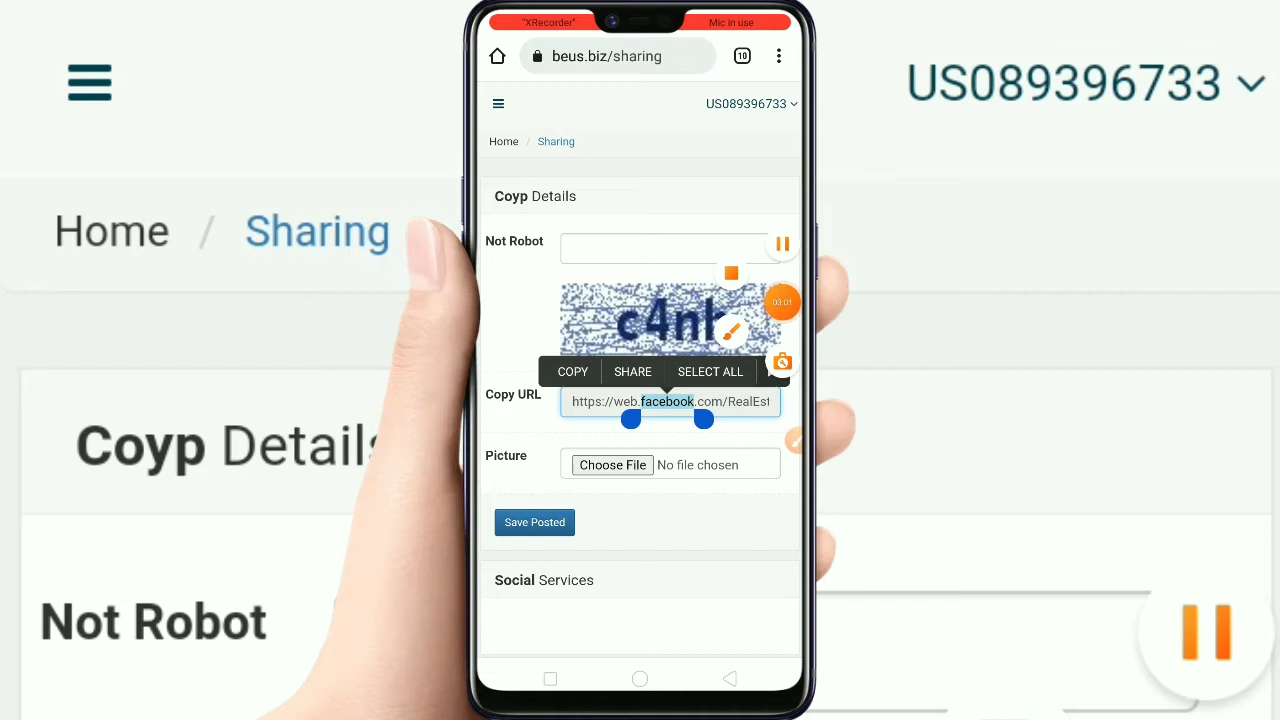 "XRecorder" Mic in use
beus.biz/sharing 10
US089396733
Home / Sharing
Coyp Details
Not Robot
COPY SHARE SELECT ALL
Copy URL https://web.facebook.com/RealEst
Picture Choose File No file chosen
Save Posted
Social Services
03:01
US089396733
Home / Sharing
Coyp Details
Not Robot